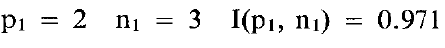 p₁ = 2 n₁ = 3 I(p₁, n₁) = 0.971